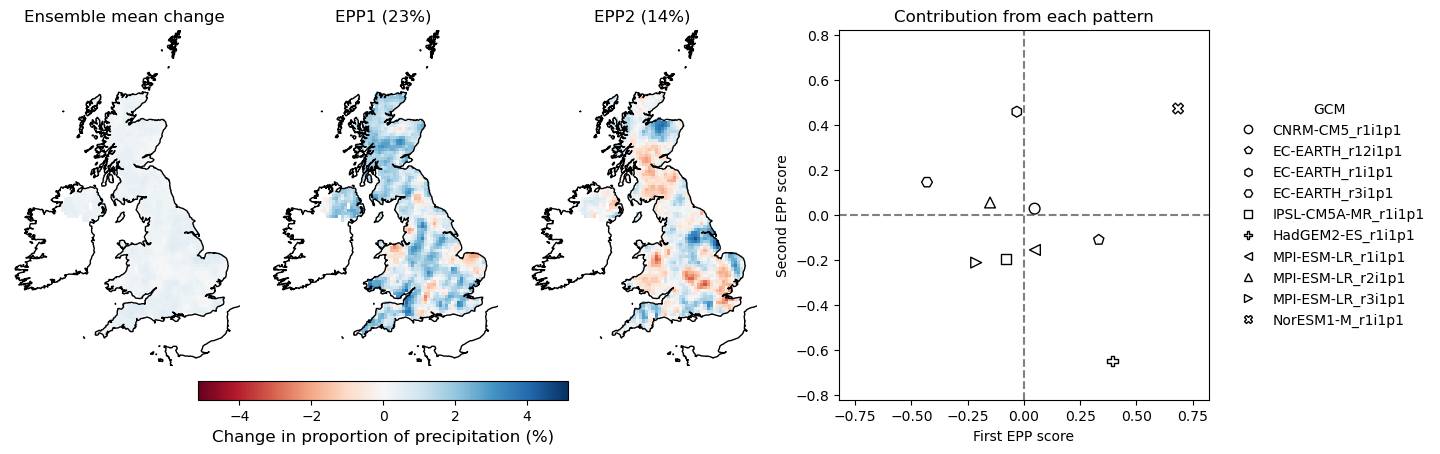 Ensemble mean change
EPP1 (23%)
EPP2 (14%)
−4 −2 0 2 4
Change in proportion of precipitation (%)
Contribution from each pattern
Second EPP score
0.8
0.6
0.4
0.2
0.0
−0.2
−0.4
−0.6
−0.8
−0.75 −0.50 −0.25 0.00 0.25 0.50 0.75
First EPP score
GCM
CNRM-CM5_r1i1p1
EC-EARTH_r12i1p1
EC-EARTH_r1i1p1
EC-EARTH_r3i1p1
IPSL-CM5A-MR_r1i1p1
HadGEM2-ES_r1i1p1
MPI-ESM-LR_r1i1p1
MPI-ESM-LR_r2i1p1
MPI-ESM-LR_r3i1p1
NorESM1-M_r1i1p1